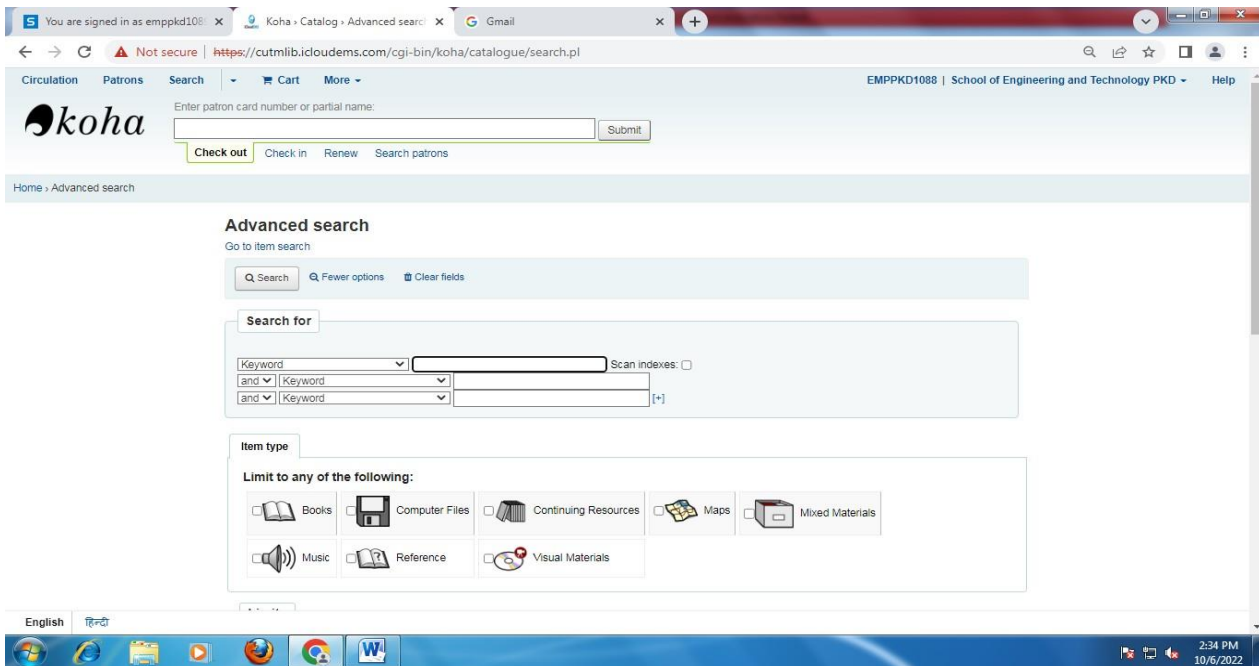 You are signed in as emppkd108
Koha › Catalog › Advanced searc
Gmail
Not secure | https://cutmlib.icloudems.com/cgi-bin/koha/catalogue/search.pl
Circulation Patrons Search Cart More EMPPKD1088 | School of Engineering and Technology PKD Help
koha
Enter patron card number or partial name:
Submit
Check out Check in Renew Search patrons
Home › Advanced search
Advanced search
Go to item search
Search Fewer options Clear fields
Search for
Keyword Scan indexes:
and Keyword
and Keyword [+]
Item type
Limit to any of the following:
Books Computer Files Continuing Resources Maps Mixed Materials
Music Reference Visual Materials
English हिन्दी
2:34 PM
10/6/2022